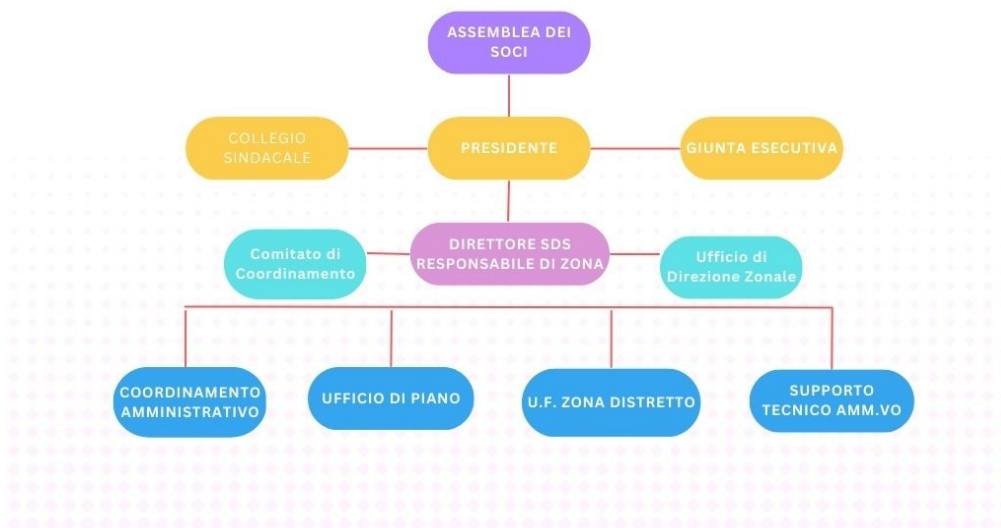 ASSEMBLEA DEI
SOCI
COLLEGIO
SINDACALE
PRESIDENTE
GIUNTA ESECUTIVA
Comitato di
Coordinamento
DIRETTORE SDS
RESPONSABILE DI ZONA
Ufficio di
Direzione Zonale
COORDINAMENTO
AMMINISTRATIVO
UFFICIO DI PIANO
U.F. ZONA DISTRETTO
SUPPORTO
TECNICO AMM.VO